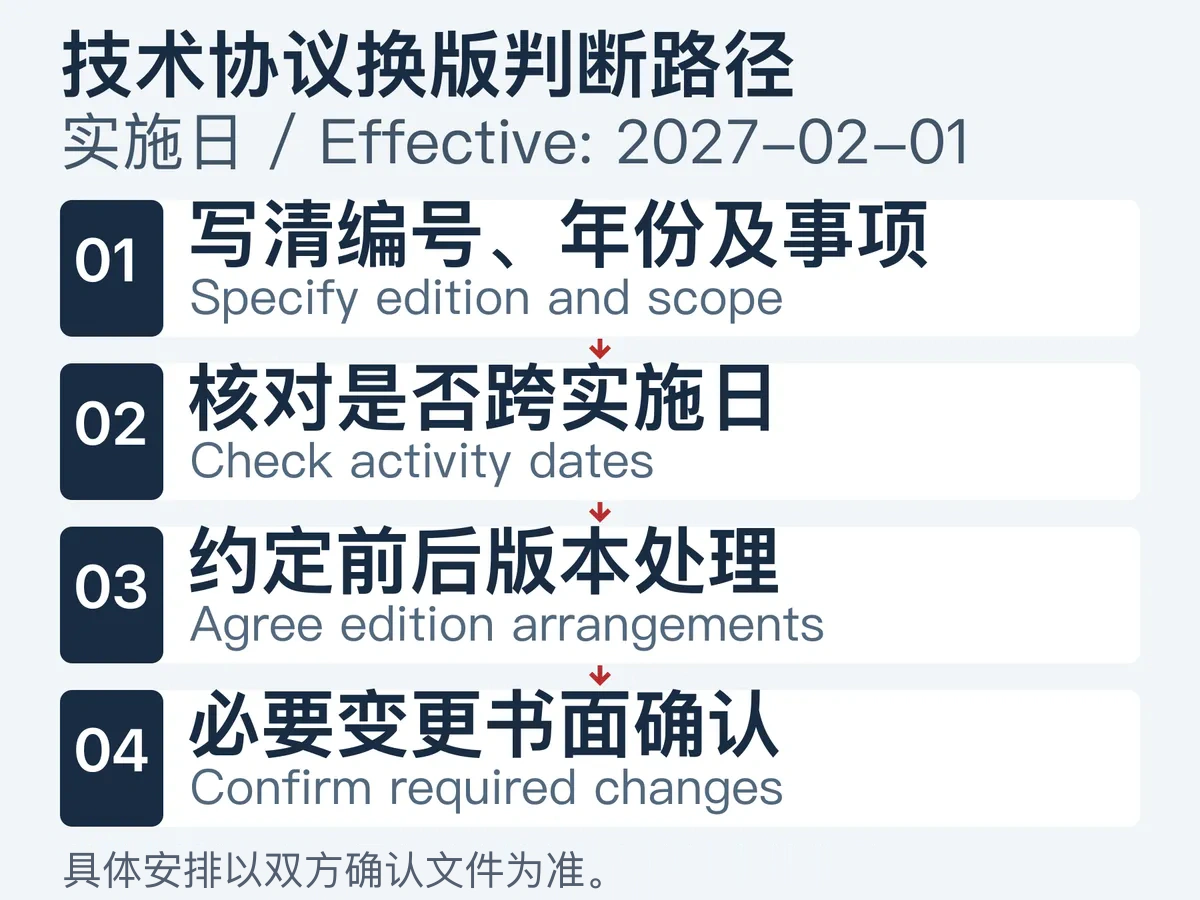 技术协议换版判断路径
实施日 / Effective: 2027–02–01
01
写清编号、年份及事项
Specify edition and scope
02
核对是否跨实施日
Check activity dates
03
约定前后版本处理
Agree edition arrangements
04
必要变更书面确认
Confirm required changes
具体安排以双方确认文件为准。